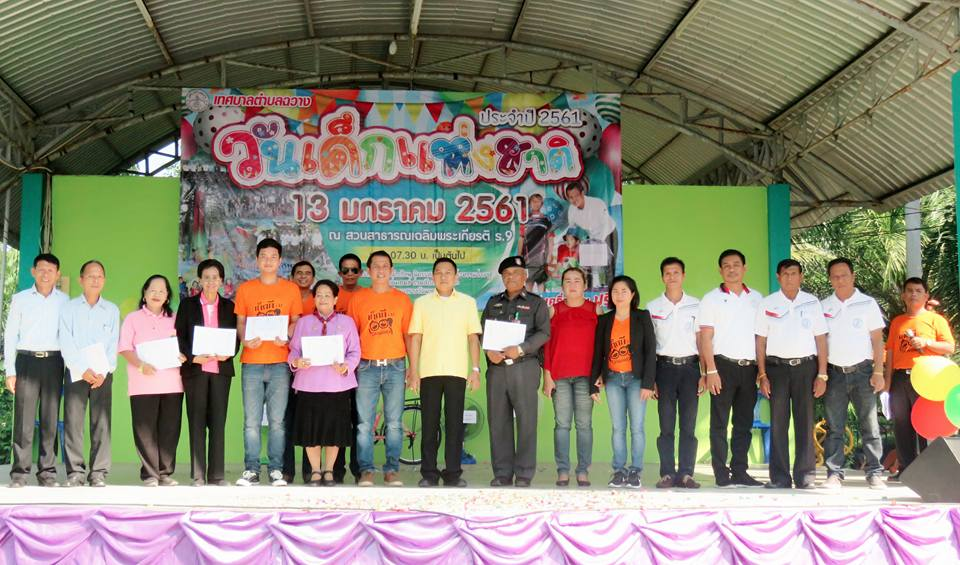 เทศบาลตำบลฉวาง
ประจำปี 2561
วันเด็กแห่งชาติ
13 มกราคม 2561
ณ สวนสาธารณเฉลิมพระเกียรติ ร.9
07.30 น. เป็นต้นไป